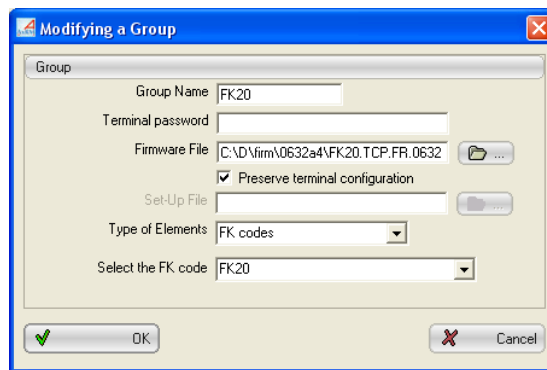 Modifying a Group
Group
Group Name FK20
Terminal password
Firmware File C:\D\firm\0632a4\FK20.TCP.FR.0632 ...
Preserve terminal configuration
Set-Up File ...
Type of Elements FK codes
Select the FK code FK20
OK Cancel